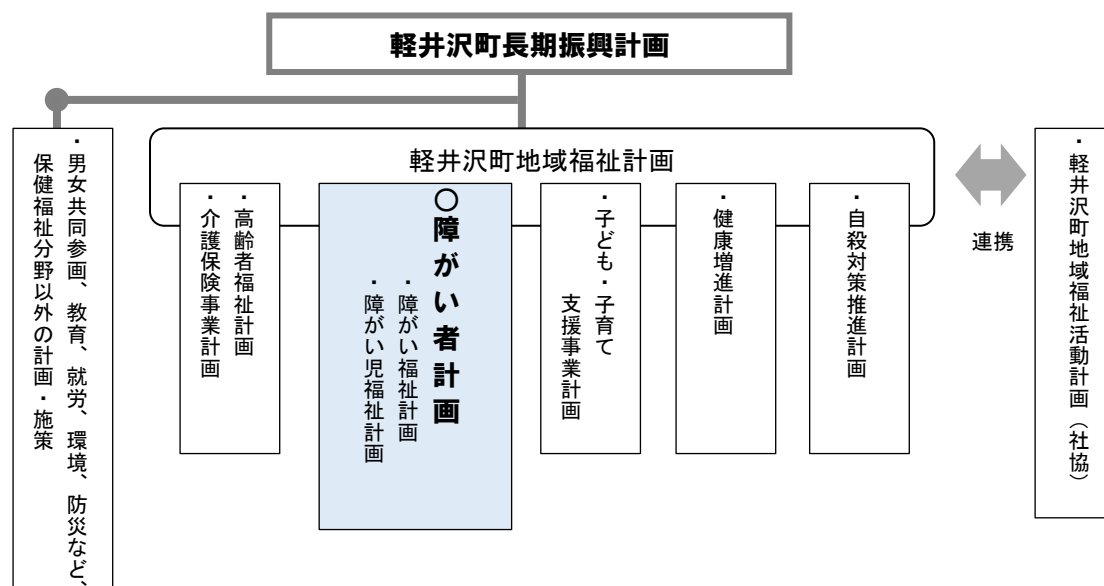 軽井沢町長期振興計画
軽井沢町地域福祉計画
・男女共同参画、教育、就労、環境、防災など、
保健福祉分野以外の計画・施策
・高齢者福祉計画
・介護保険事業計画
○障がい者計画
・障がい福祉計画
・障がい児福祉計画
・子ども・子育て
支援事業計画
・健康増進計画
・自殺対策推進計画
連携
・軽井沢町地域福祉活動計画（社協）